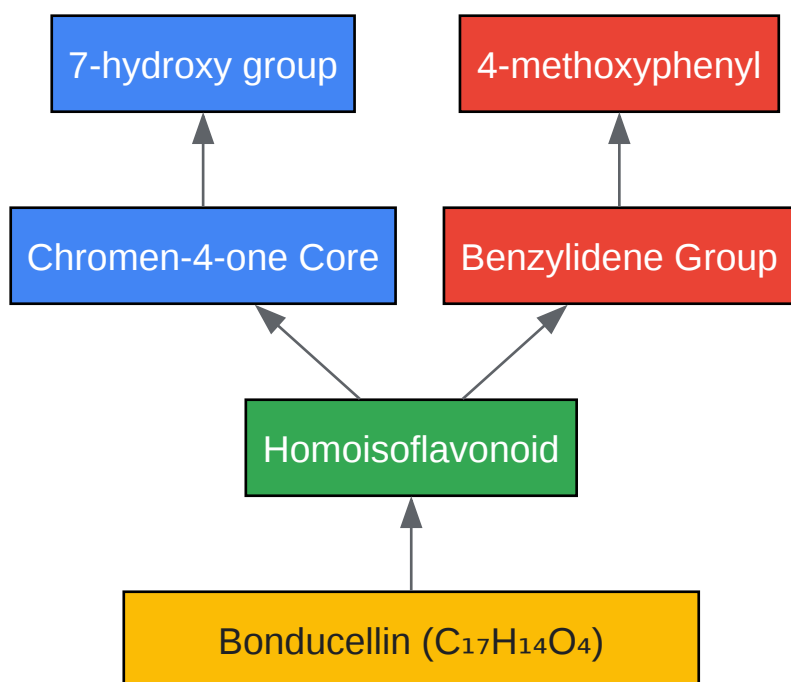 7-hydroxy group
4-methoxyphenyl
Chromen-4-one Core
Benzylidene Group
Homoisoflavonoid
Bonducellin (C₁₇H₁₄O₄)